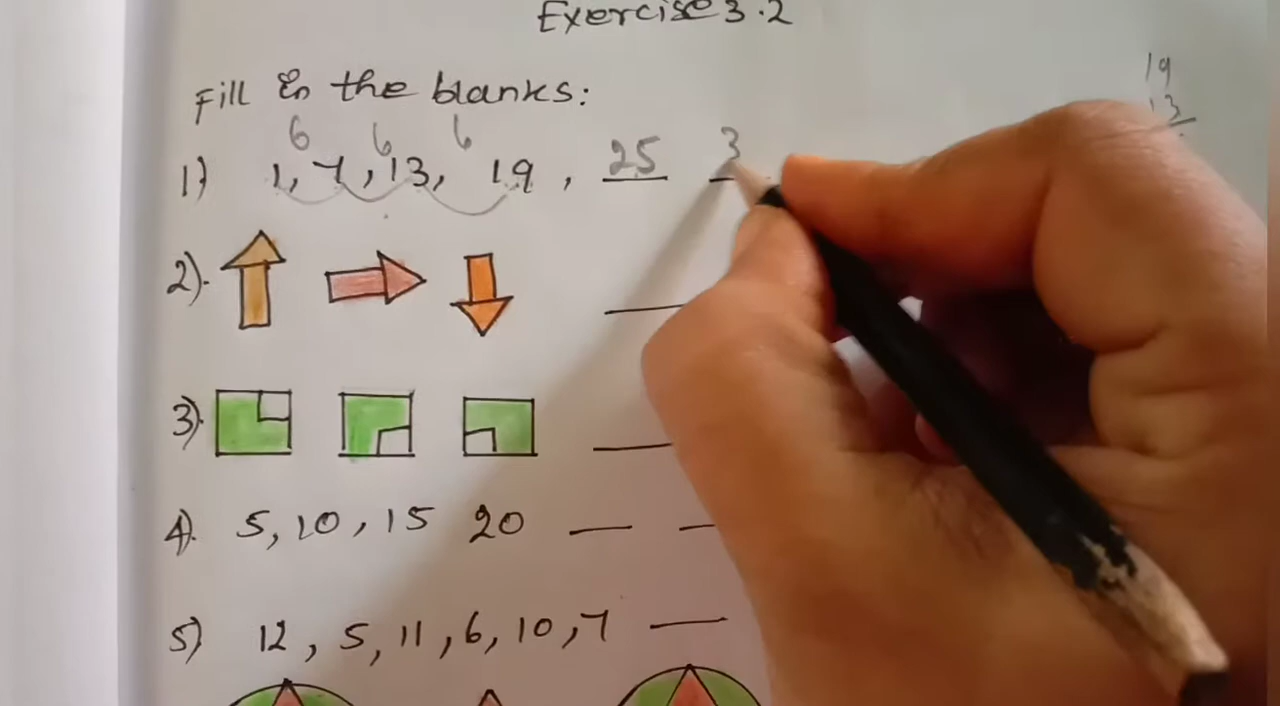 Exercise 3.2
Fill in the blanks:
19
13
6 6 6
1) 1, 7, 13, 19, 25 3
2).
3).
4). 5, 10, 15 20
5) 12, 5, 11, 6, 10, 7